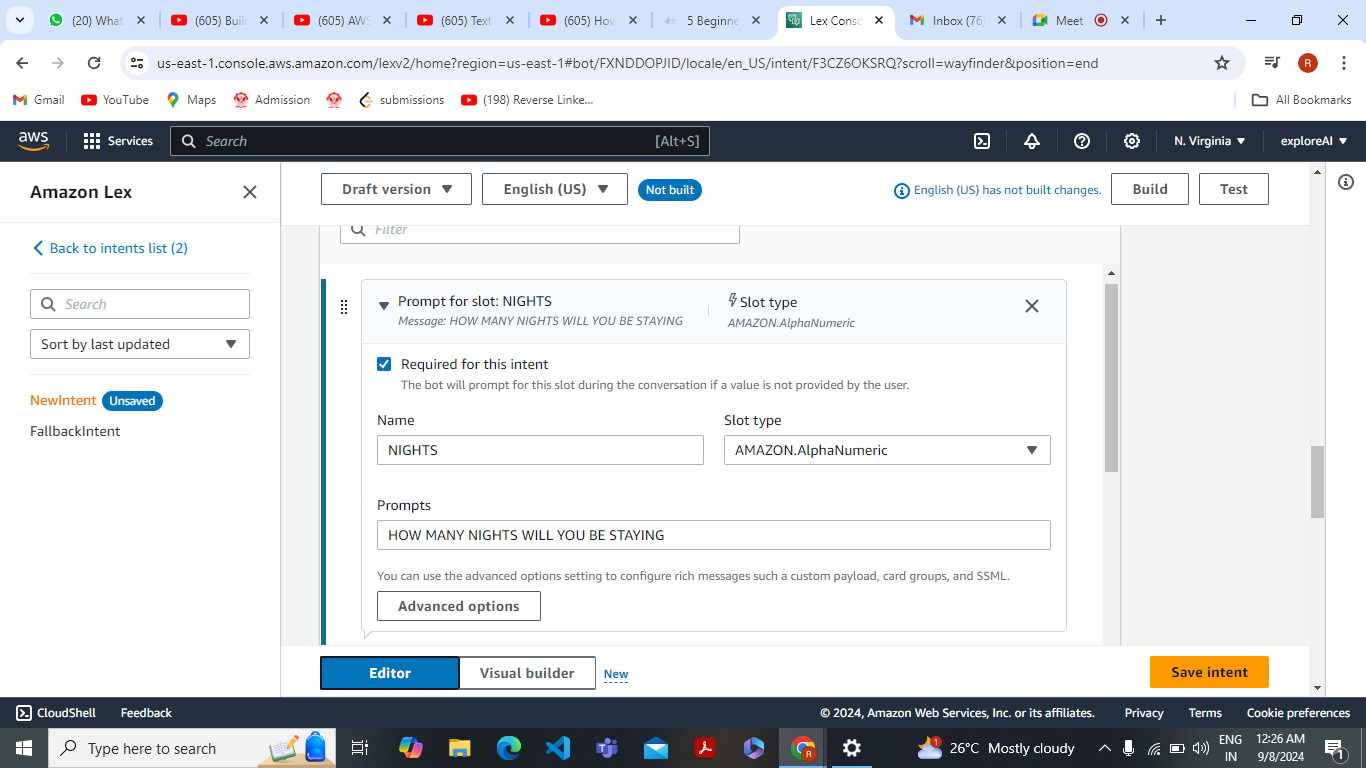 (20) What
(605) Buil
(605) AWS
(605) Text
(605) How
5 Beginne
Lex Conso
Inbox (76
Meet
us-east-1.console.aws.amazon.com/lexv2/home?region=us-east-1#bot/FXNDDOPJID/locale/en_US/intent/F3CZ6OKSRQ?scroll=wayfinder&position=end
R
Gmail
YouTube
Maps
Admission
submissions
(198) Reverse Linke...
All Bookmarks
aws
Services
Search
[Alt+S]
N. Virginia
exploreAI
Amazon Lex
Draft version
English (US)
Not built
English (US) has not built changes.
Build
Test
Back to intents list (2)
Search
Sort by last updated
NewIntent
Unsaved
FallbackIntent
Filter
Prompt for slot: NIGHTS
Message: HOW MANY NIGHTS WILL YOU BE STAYING
Slot type
AMAZON.AlphaNumeric
Required for this intent
The bot will prompt for this slot during the conversation if a value is not provided by the user.
Name
Slot type
NIGHTS
AMAZON.AlphaNumeric
Prompts
HOW MANY NIGHTS WILL YOU BE STAYING
You can use the advanced options setting to configure rich messages such a custom payload, card groups, and SSML.
Advanced options
Editor
Visual builder
New
Save intent
CloudShell
Feedback
© 2024, Amazon Web Services, Inc. or its affiliates.
Privacy
Terms
Cookie preferences
Type here to search
26°C Mostly cloudy
ENG
IN
12:26 AM
9/8/2024
1